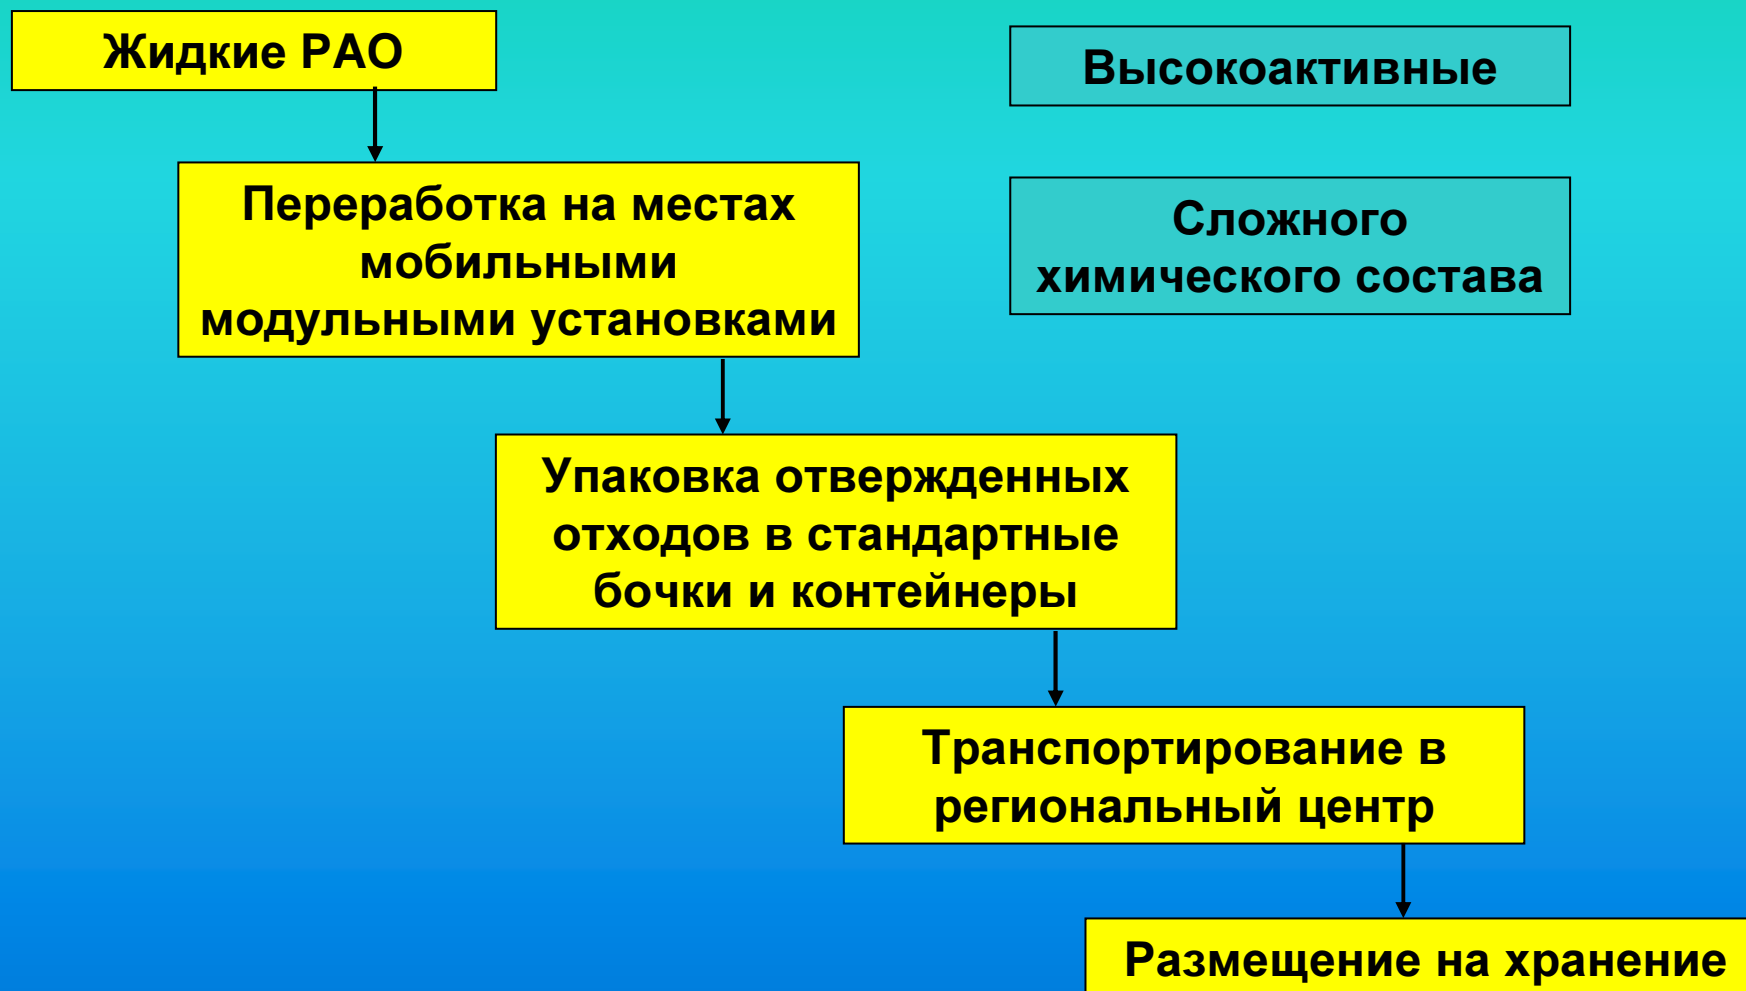 Жидкие РАО
Высокоактивные
Переработка на местах
мобильными
модульными установками
Сложного
химического состава
Упаковка отвержденных
отходов в стандартные
бочки и контейнеры
Транспортирование в
региональный центр
Размещение на хранение